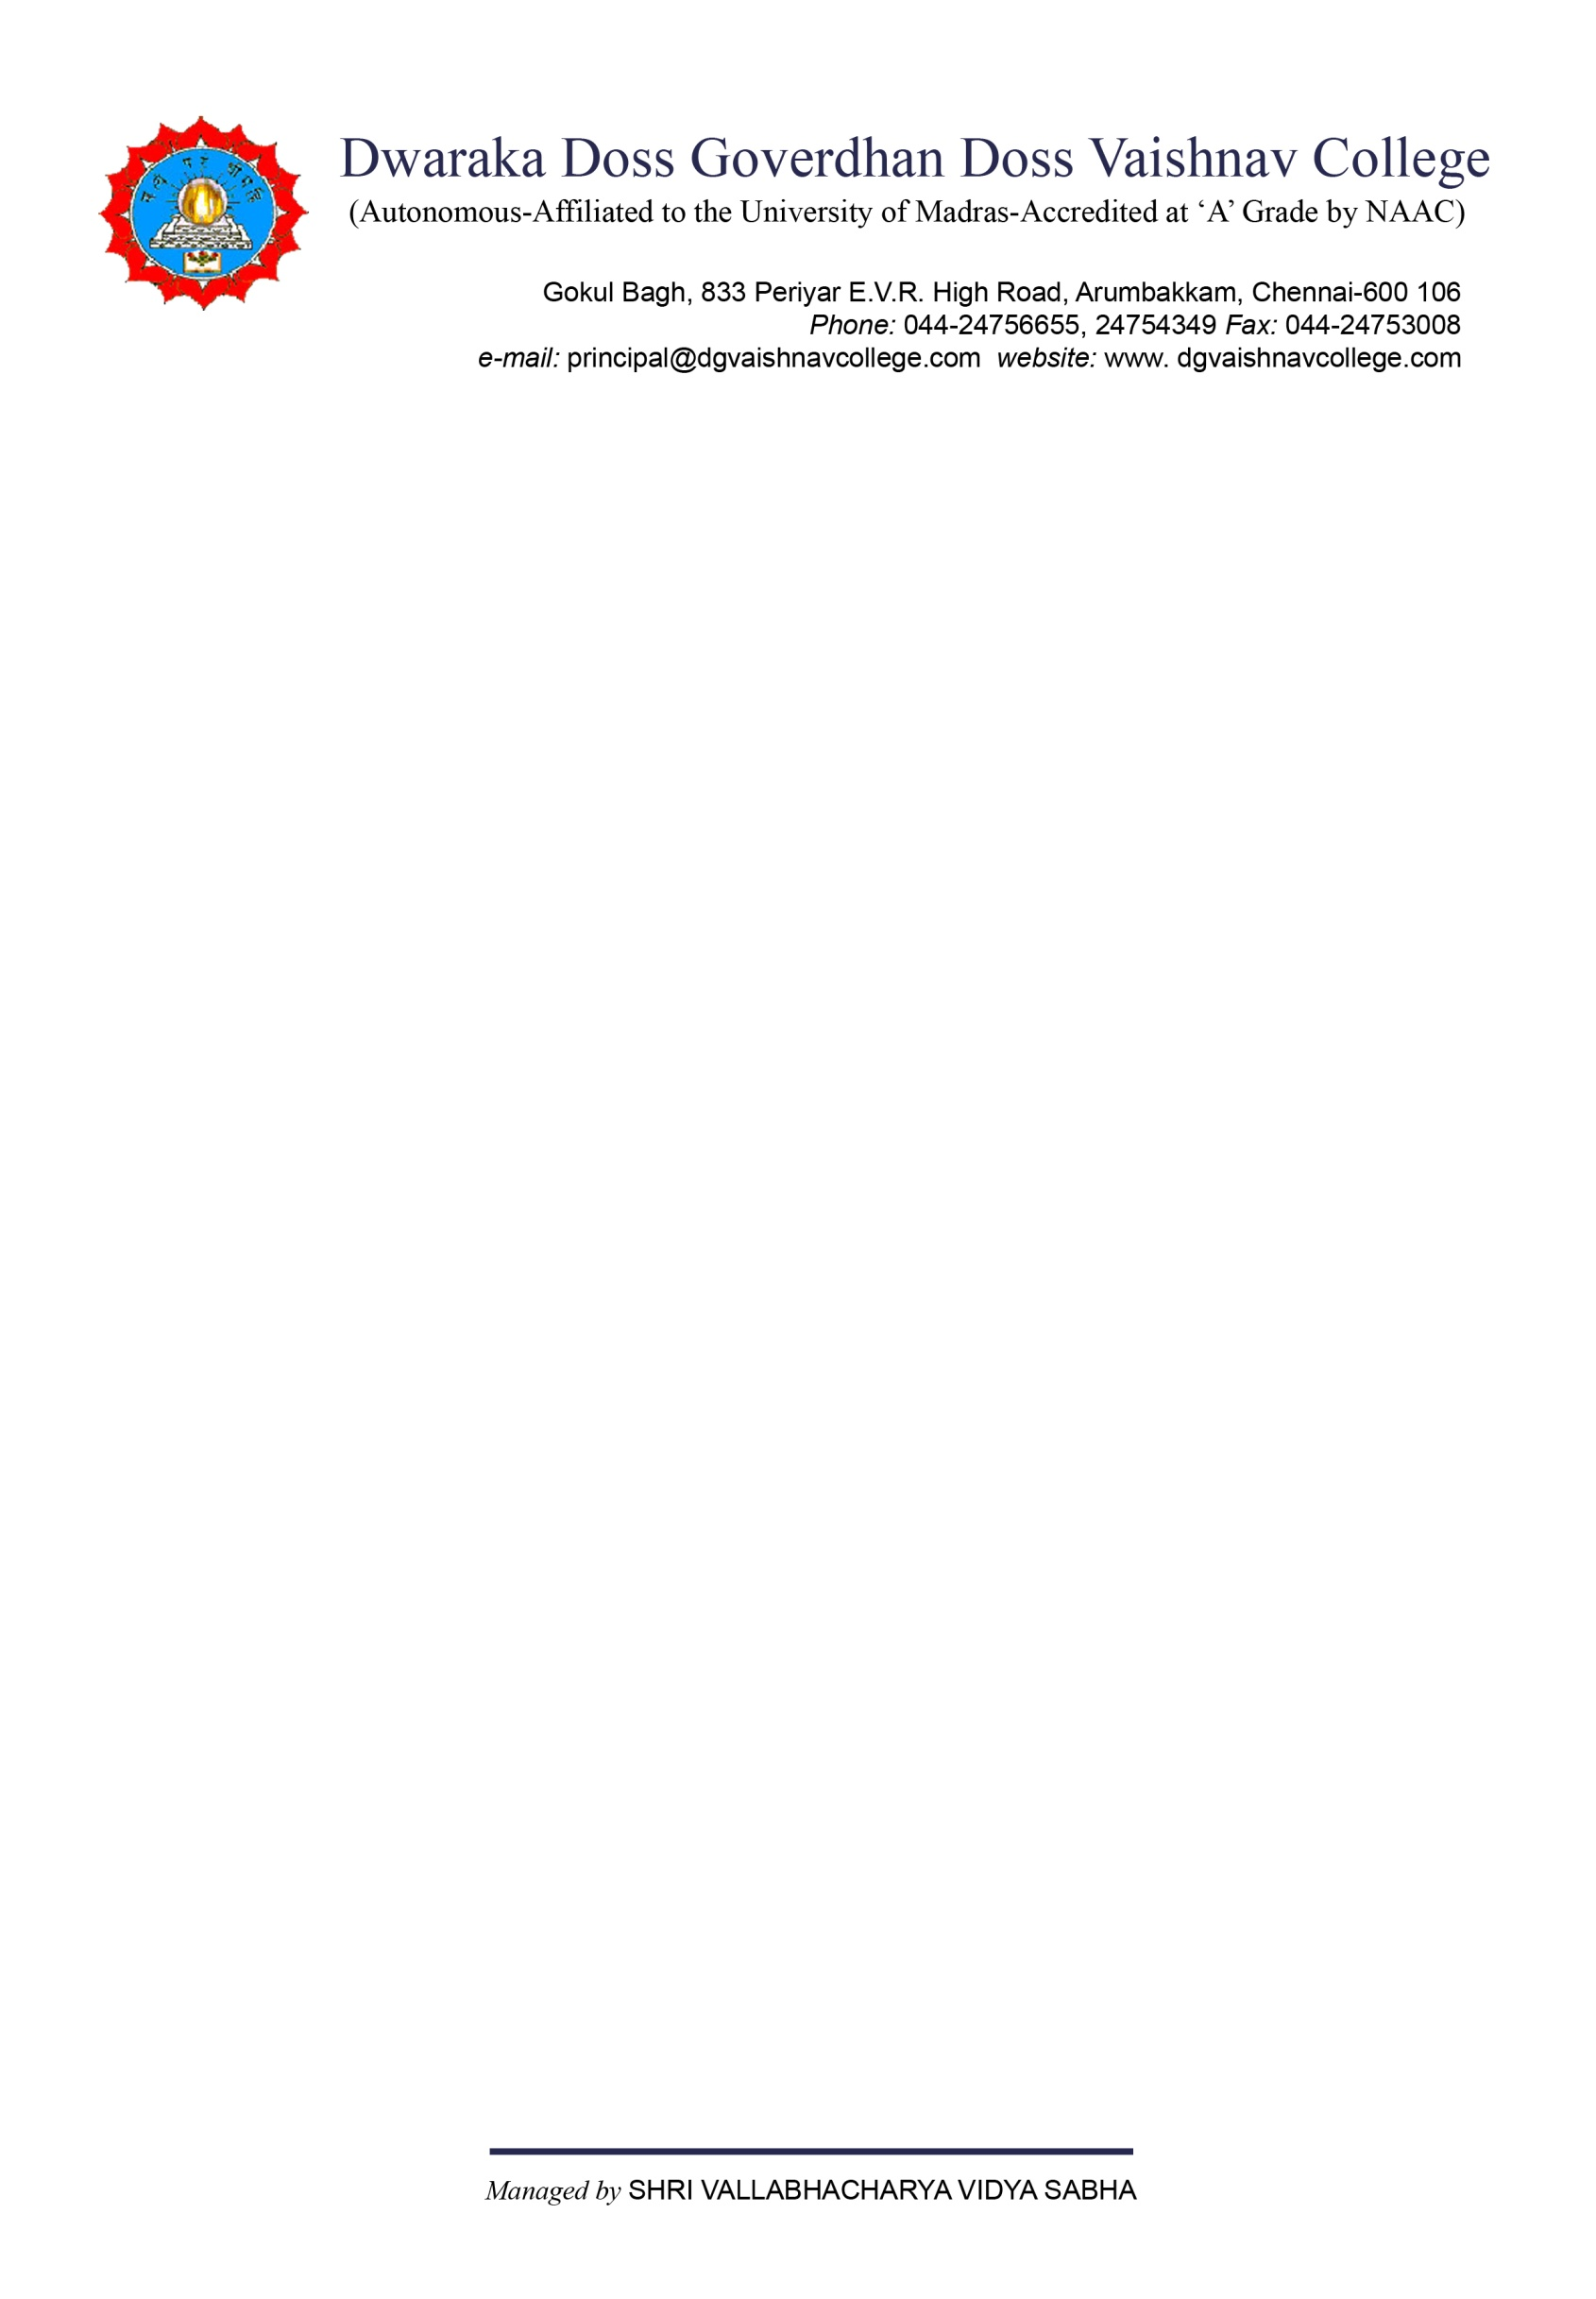 Dwaraka Doss Goverdhan Doss Vaishnav College
(Autonomous-Affiliated to the University of Madras-Accredited at ‘A’ Grade by NAAC)
Gokul Bagh, 833 Periyar E.V.R. High Road, Arumbakkam, Chennai-600 106
Phone: 044-24756655, 24754349 Fax: 044-24753008
e-mail: principal@dgvaishnavcollege.com website: www. dgvaishnavcollege.com
Managed by SHRI VALLABHACHARYA VIDYA SABHA